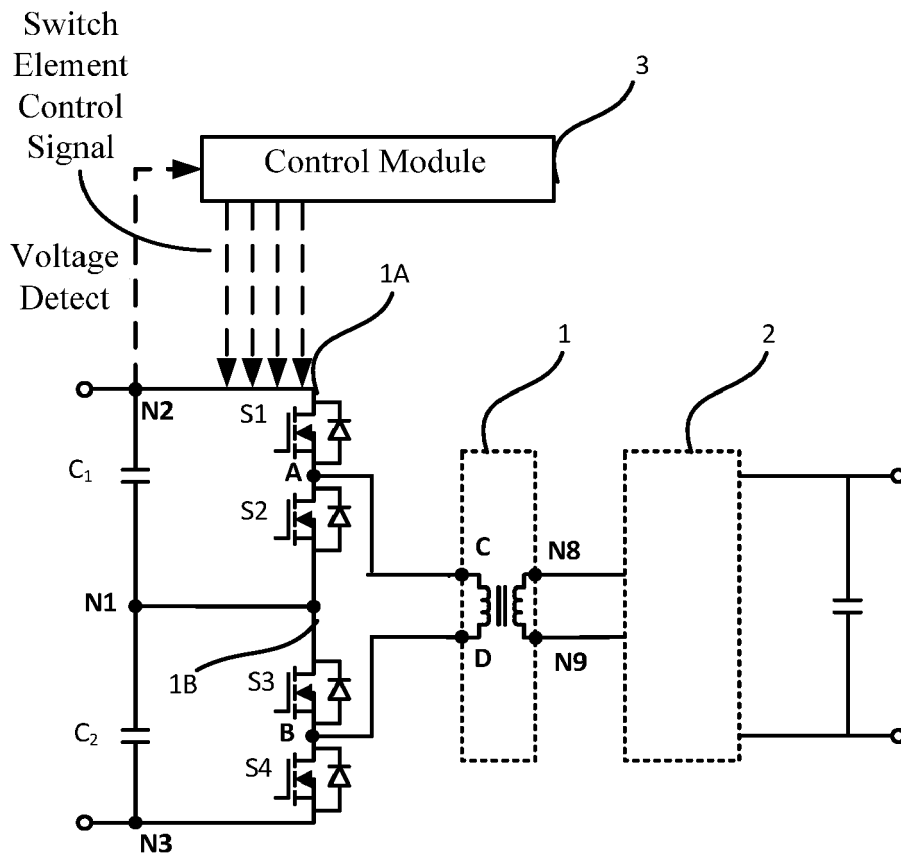 Switch
Element
Control
Signal
3
Control Module
Voltage
Detect
1A
1
2
N2
S1
A
C₁
S2
C
N8
N1
D
N9
1B
S3
B
C₂
S4
N3